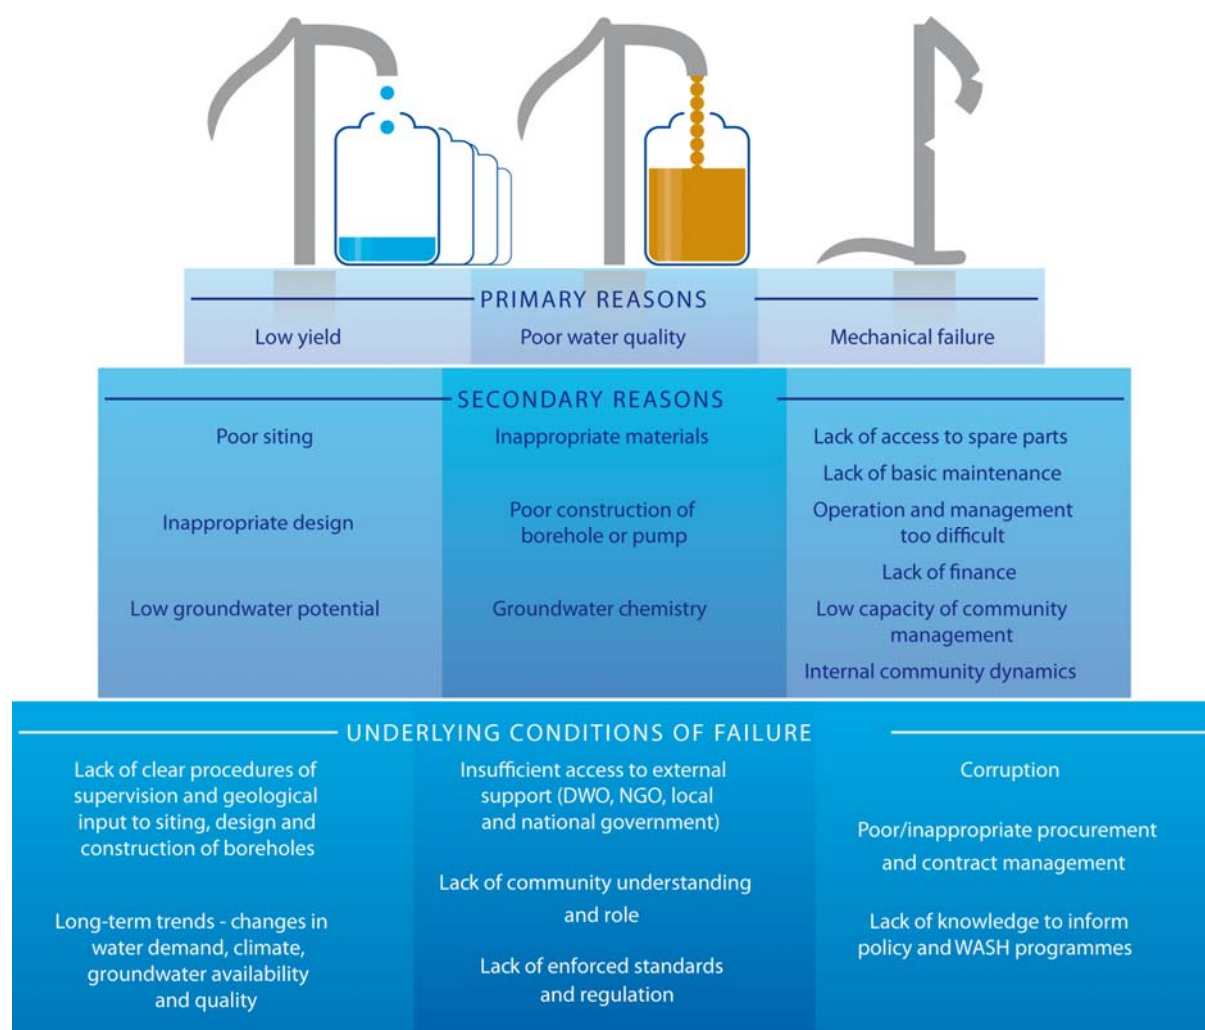 PRIMARY REASONS
Low yield
Poor water quality
Mechanical failure
SECONDARY REASONS
Poor siting
Inappropriate design
Low groundwater potential
Inappropriate materials
Poor construction of
borehole or pump
Groundwater chemistry
Lack of access to spare parts
Lack of basic maintenance
Operation and management
too difficult
Lack of finance
Low capacity of community
management
Internal community dynamics
UNDERLYING CONDITIONS OF FAILURE
Lack of clear procedures of
supervision and geological
input to siting, design and
construction of boreholes
Long-term trends - changes in
water demand, climate,
groundwater availability
and quality
Insufficient access to external
support (DWO, NGO, local
and national government)
Lack of community understanding
and role
Lack of enforced standards
and regulation
Corruption
Poor/inappropriate procurement
and contract management
Lack of knowledge to inform
policy and WASH programmes